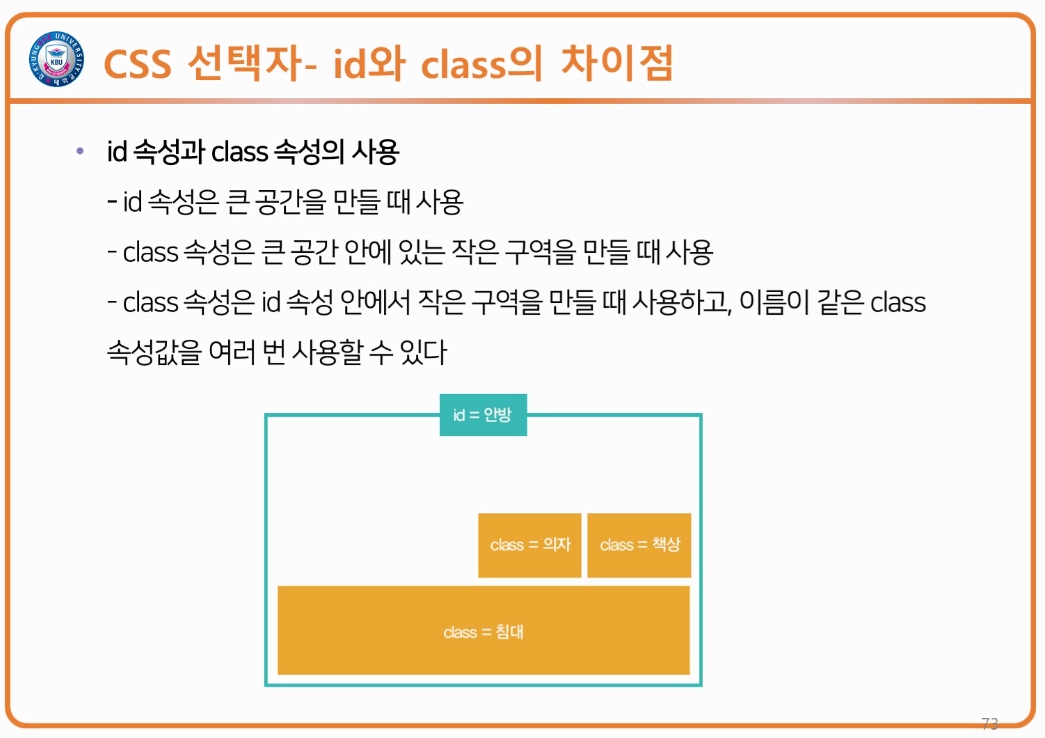 CSS 선택자- id와 class의 차이점
KBU
• id 속성과 class 속성의 사용
- id 속성은 큰 공간을 만들 때 사용
- class 속성은 큰 공간 안에 있는 작은 구역을 만들 때 사용
- class 속성은 id 속성 안에서 작은 구역을 만들 때 사용하고, 이름이 같은 class
속성값을 여러 번 사용할 수 있다
id = 안방
class = 의자
class = 책상
class = 침대
73